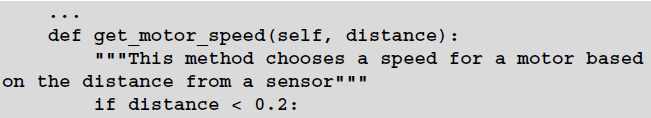 ...
def get_motor_speed(self, distance):
"""This method chooses a speed for a motor based
on the distance from a sensor"""
if distance < 0.2: